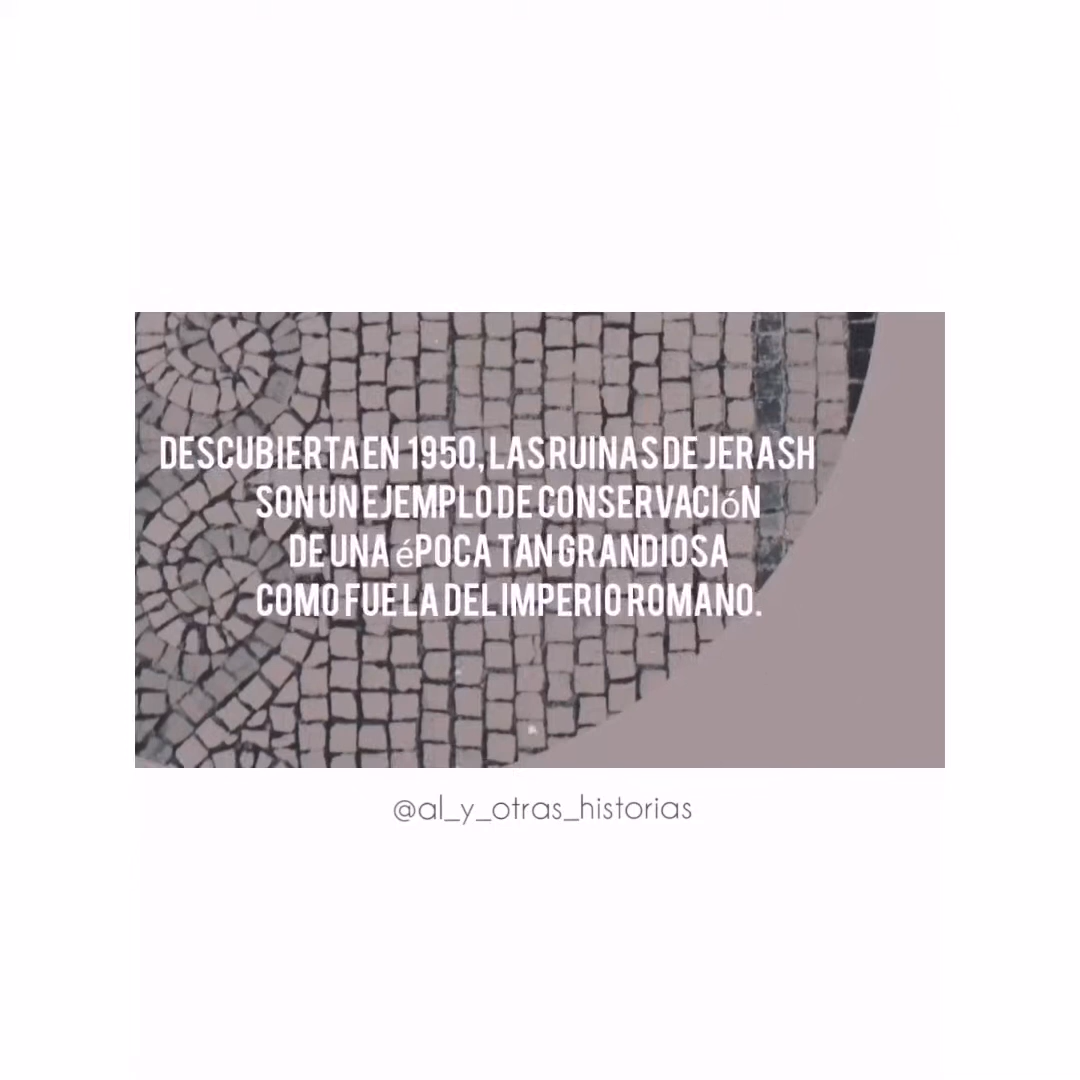 DESCUBIERTA EN 1950, LAS RUINAS DE JERASH
SON UN EJEMPLO DE CONSERVACIóN
DE UNA éPOCA TAN GRANDIOSA
COMO FUE LA DEL IMPERIO ROMANO.
@al_y_otras_historias